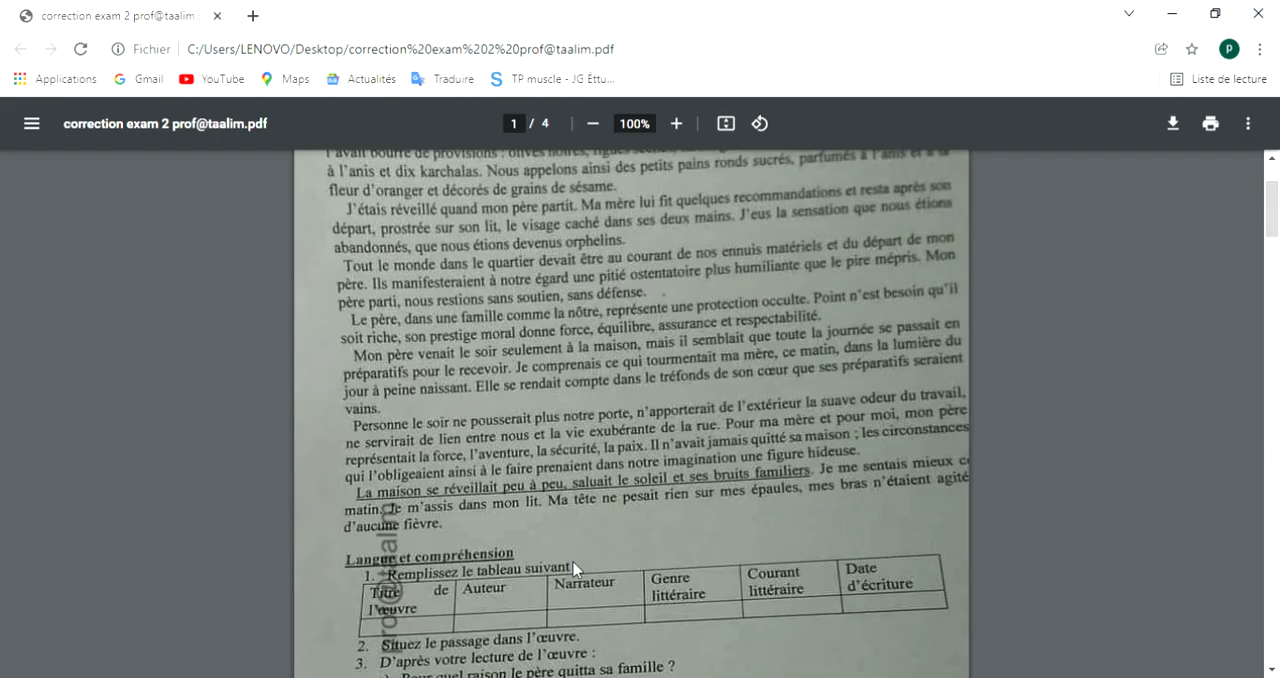 correction exam 2 prof@taalim
Fichier C:/Users/LENOVO/Desktop/correction%20exam%202%20prof@taalim.pdf
P
Applications Gmail YouTube Maps Actualités Traduire TP muscle - JG Éttu... Liste de lecture
correction exam 2 prof@taalim.pdf 1 / 4 100%
l'avait bourré de provisions : olives noires, figues
à l'anis et dix karchalas. Nous appelons ainsi des petits pains ronds sucrés, parfumés à l'anis et à la
fleur d'oranger et décorés de grains de sésame.
J'étais réveillé quand mon père partit. Ma mère lui fit quelques recommandations et resta après son
départ, prostrée sur son lit, le visage caché dans ses deux mains. J'eus la sensation que nous étions
abandonnés, que nous étions devenus orphelins.
Tout le monde dans le quartier devait être au courant de nos ennuis matériels et du départ de mon
père. Ils manifesteraient à notre égard une pitié ostentatoire plus humiliante que le pire mépris. Mon
père parti, nous restions sans soutien, sans défense.
Le père, dans une famille comme la nôtre, représente une protection occulte. Point n'est besoin qu'il
soit riche, son prestige moral donne force, équilibre, assurance et respectabilité.
Mon père venait le soir seulement à la maison, mais il semblait que toute la journée se passait en
préparatifs pour le recevoir. Je comprenais ce qui tourmentait ma mère, ce matin, dans la lumière du
jour à peine naissant. Elle se rendait compte dans le tréfonds de son cœur que ses préparatifs seraient
vains.
Personne le soir ne pousserait plus notre porte, n'apporterait de l'extérieur la suave odeur du travail,
ne servirait de lien entre nous et la vie exubérante de la rue. Pour ma mère et pour moi, mon père
représentait la force, l'aventure, la sécurité, la paix. Il n'avait jamais quitté sa maison ; les circonstances
qui l'obligeaient ainsi à le faire prenaient dans notre imagination une figure hideuse.
La maison se réveillait peu à peu, saluait le soleil et ses bruits familiers. Je me sentais mieux c
matin. Je m'assis dans mon lit. Ma tête ne pesait rien sur mes épaules, mes bras n'étaient agité
d'aucune fièvre.
Langue et compréhension
1. Remplissez le tableau suivant
Titre de l'œuvre Auteur Narrateur Genre littéraire Courant littéraire Date d'écriture
2. Situez le passage dans l'œuvre.
3. D'après votre lecture de l'œuvre :
Pour quel raison le père quitta sa famille ?
prof@taalim